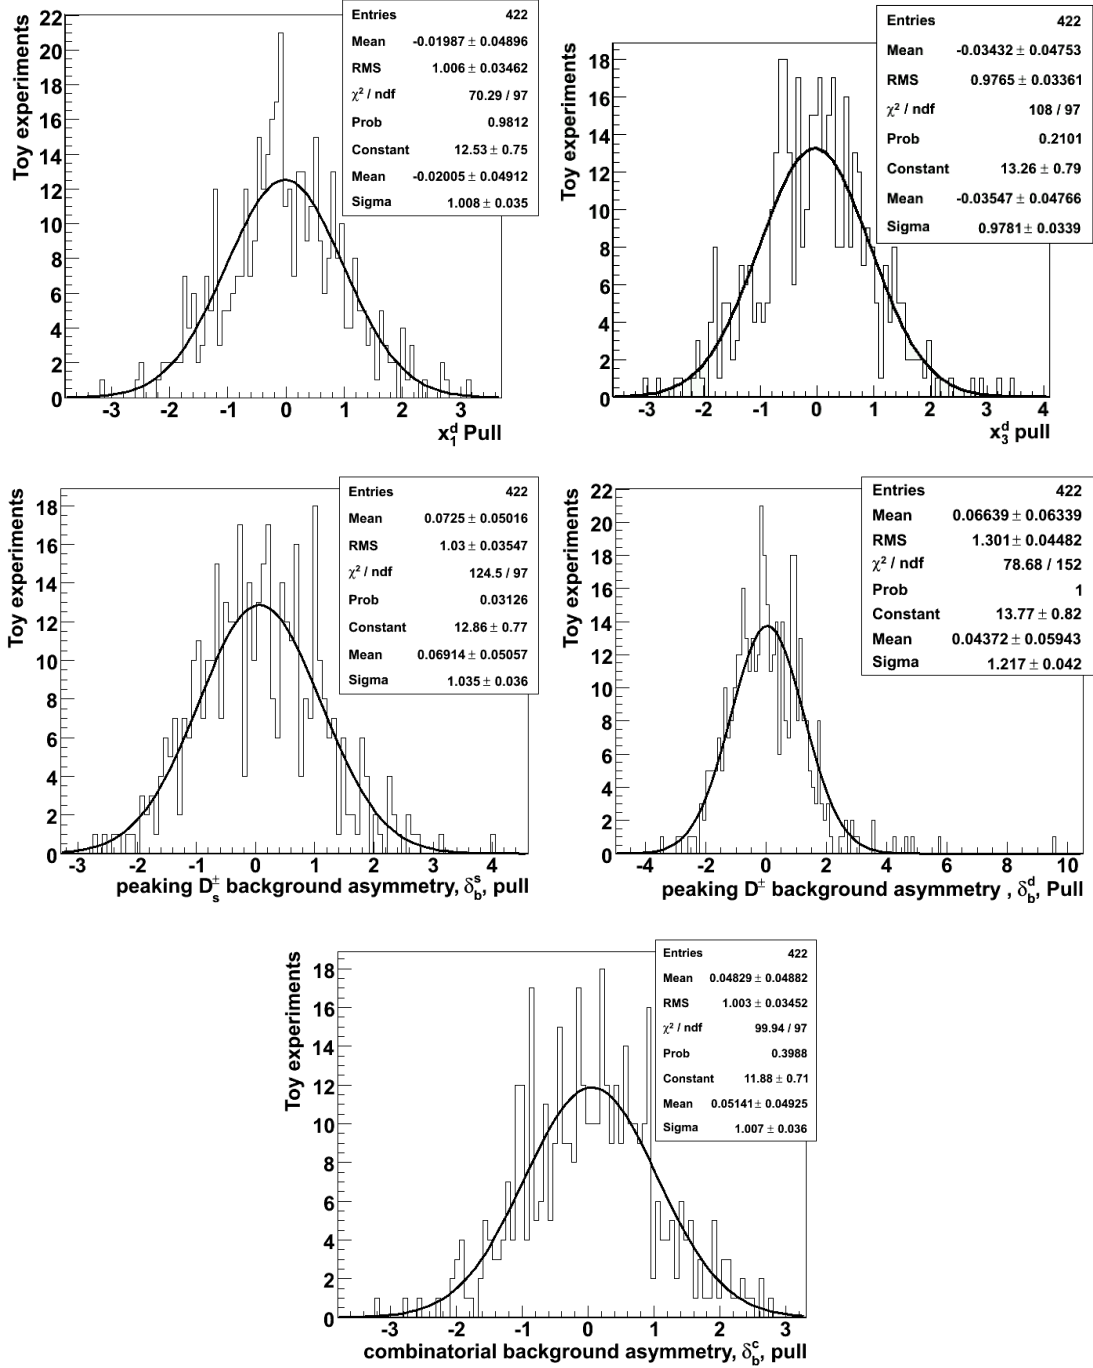 Toy experiments
22
20
18
16
14
12
10
8
6
4
2
0
-3 -2 -1 0 1 2 3
x₁ᵈ Pull
Entries 422
Mean -0.01987 ± 0.04896
RMS 1.006 ± 0.03462
χ² / ndf 70.29 / 97
Prob 0.9812
Constant 12.53 ± 0.75
Mean -0.02005 ± 0.04912
Sigma 1.008 ± 0.035
Toy experiments
18
16
14
12
10
8
6
4
2
0
-3 -2 -1 0 1 2 3 4
x₃ᵈ pull
Entries 422
Mean -0.03432 ± 0.04753
RMS 0.9765 ± 0.03361
χ² / ndf 108 / 97
Prob 0.2101
Constant 13.26 ± 0.79
Mean -0.03547 ± 0.04766
Sigma 0.9781 ± 0.0339
Toy experiments
18
16
14
12
10
8
6
4
2
0
-3 -2 -1 0 1 2 3 4
peaking Dₛ± background asymmetry, δ_b^s, pull
Entries 422
Mean 0.0725 ± 0.05016
RMS 1.03 ± 0.03547
χ² / ndf 124.5 / 97
Prob 0.03126
Constant 12.86 ± 0.77
Mean 0.06914 ± 0.05057
Sigma 1.035 ± 0.036
Toy experiments
22
20
18
16
14
12
10
8
6
4
2
0
-4 -2 0 2 4 6 8 10
peaking D± background asymmetry , δ_b^d, Pull
Entries 422
Mean 0.06639 ± 0.06339
RMS 1.301 ± 0.04482
χ² / ndf 78.68 / 152
Prob 1
Constant 13.77 ± 0.82
Mean 0.04372 ± 0.05943
Sigma 1.217 ± 0.042
Toy experiments
18
16
14
12
10
8
6
4
2
0
-3 -2 -1 0 1 2 3
combinatorial background asymmetry, δ_b^c, pull
Entries 422
Mean 0.04829 ± 0.04882
RMS 1.003 ± 0.03452
χ² / ndf 99.94 / 97
Prob 0.3988
Constant 11.88 ± 0.71
Mean 0.05141 ± 0.04925
Sigma 1.007 ± 0.036